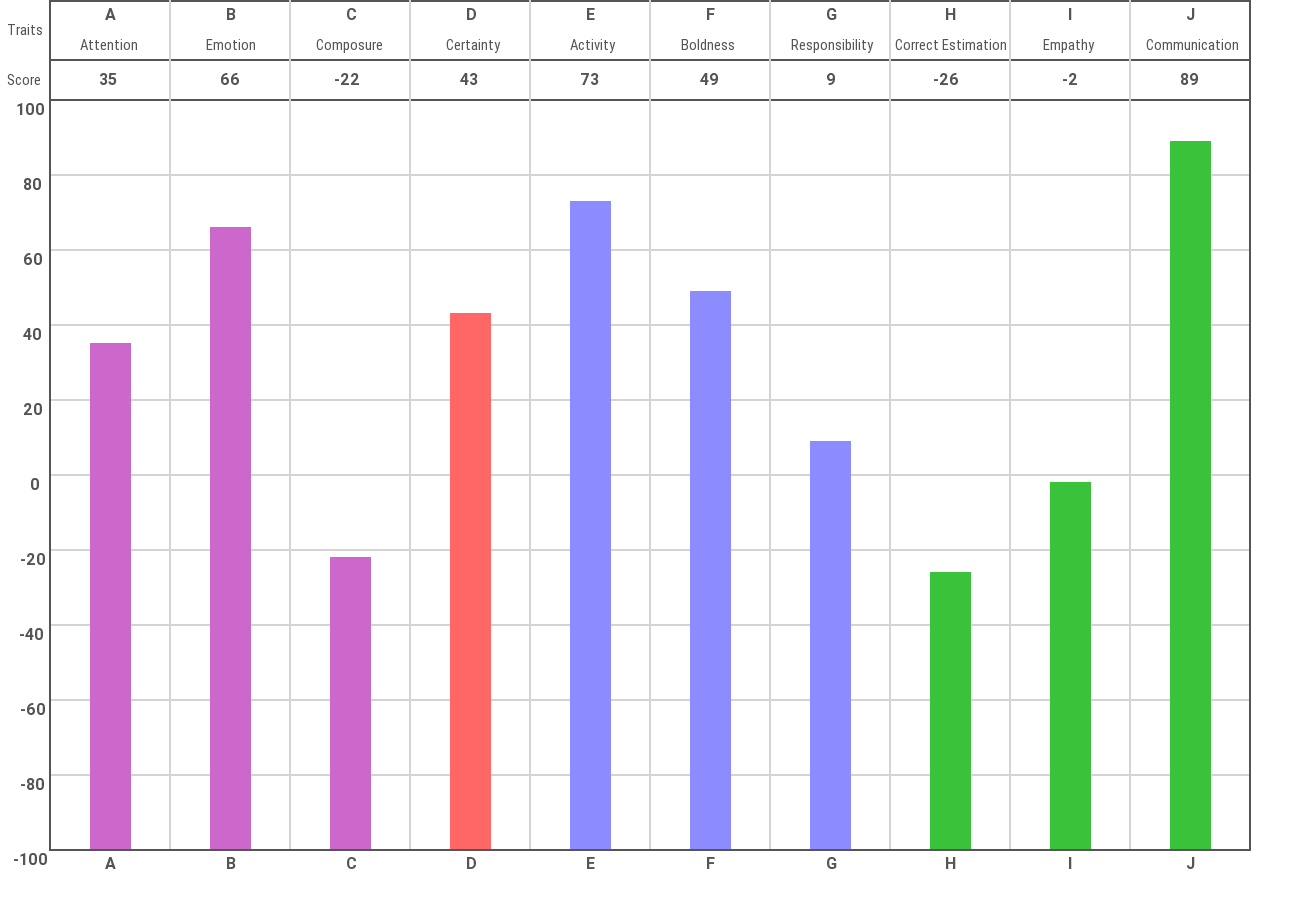 A B C D E F G H I J
Traits
Attention Emotion Composure Certainty Activity Boldness Responsibility Correct Estimation Empathy Communication
Score 35 66 -22 43 73 49 9 -26 -2 89
100
80
60
40
20
0
-20
-40
-60
-80
-100
A B C D E F G H I J